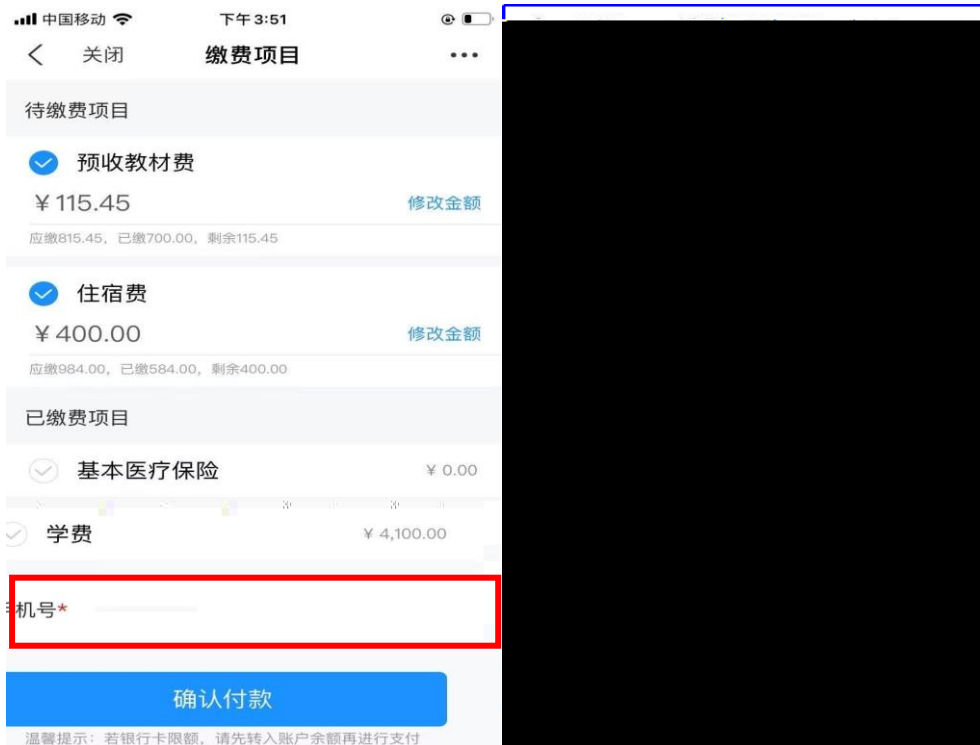 中国移动 下午3:51
关闭 缴费项目
待缴费项目
预收教材费
￥115.45 修改金额
应缴815.45，已缴700.00，剩余115.45
住宿费
￥400.00 修改金额
应缴984.00，已缴584.00，剩余400.00
已缴费项目
基本医疗保险 ￥0.00
学费 ￥4,100.00
机号*
确认付款
温馨提示：若银行卡限额，请先转入账户余额再进行支付